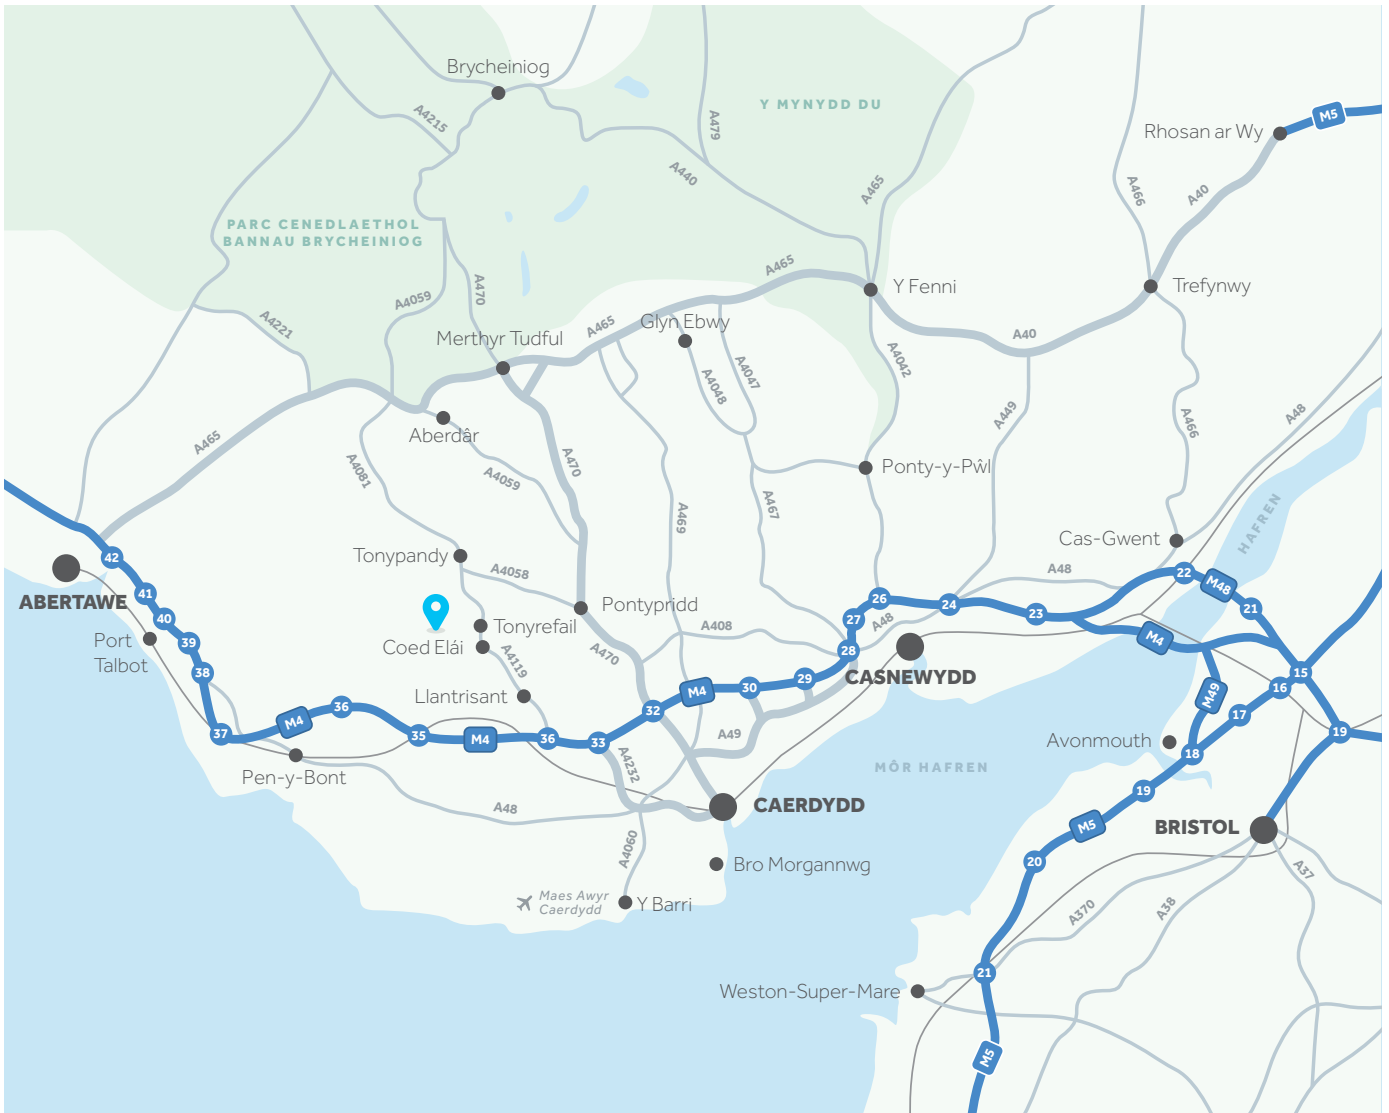 Brycheiniog
Y MYNYDD DU
M5
Rhosan ar Wy
A4215
A479
A440
A465
A466
A40
PARC CENEDLAETHOL
BANNAU BRYCHEINIOG
A4059
A470
A465
Y Fenni
Trefynwy
A4221
Merthyr Tudful
A465
Glyn Ebwy
A40
A4042
A4047
A4048
A449
A48
A466
Aberdâr
A465
A4081
A4059
A470
Ponty-y-Pŵl
A469
A467
HAFREN
Cas-Gwent
42
Tonypandy
A4058
A48
22
M48
ABERTAWE
41
40
Pontypridd
26
24
23
21
27
A48
Port
Talbot
39
Tonyrefail
Coed Elái
A408
M4
28
38
A4119
A470
CASNEWYDD
15
Llantrisant
M4
30
29
16
M49
36
32
17
37
M4
35
M4
36
33
A49
Avonmouth
18
19
Pen-y-Bont
A4232
MÔR HAFREN
19
A48
CAERDYDD
M5
BRISTOL
A4060
Bro Morgannwg
20
A37
Maes Awyr
Caerdydd
Y Barri
A370
A38
21
Weston-Super-Mare
M5